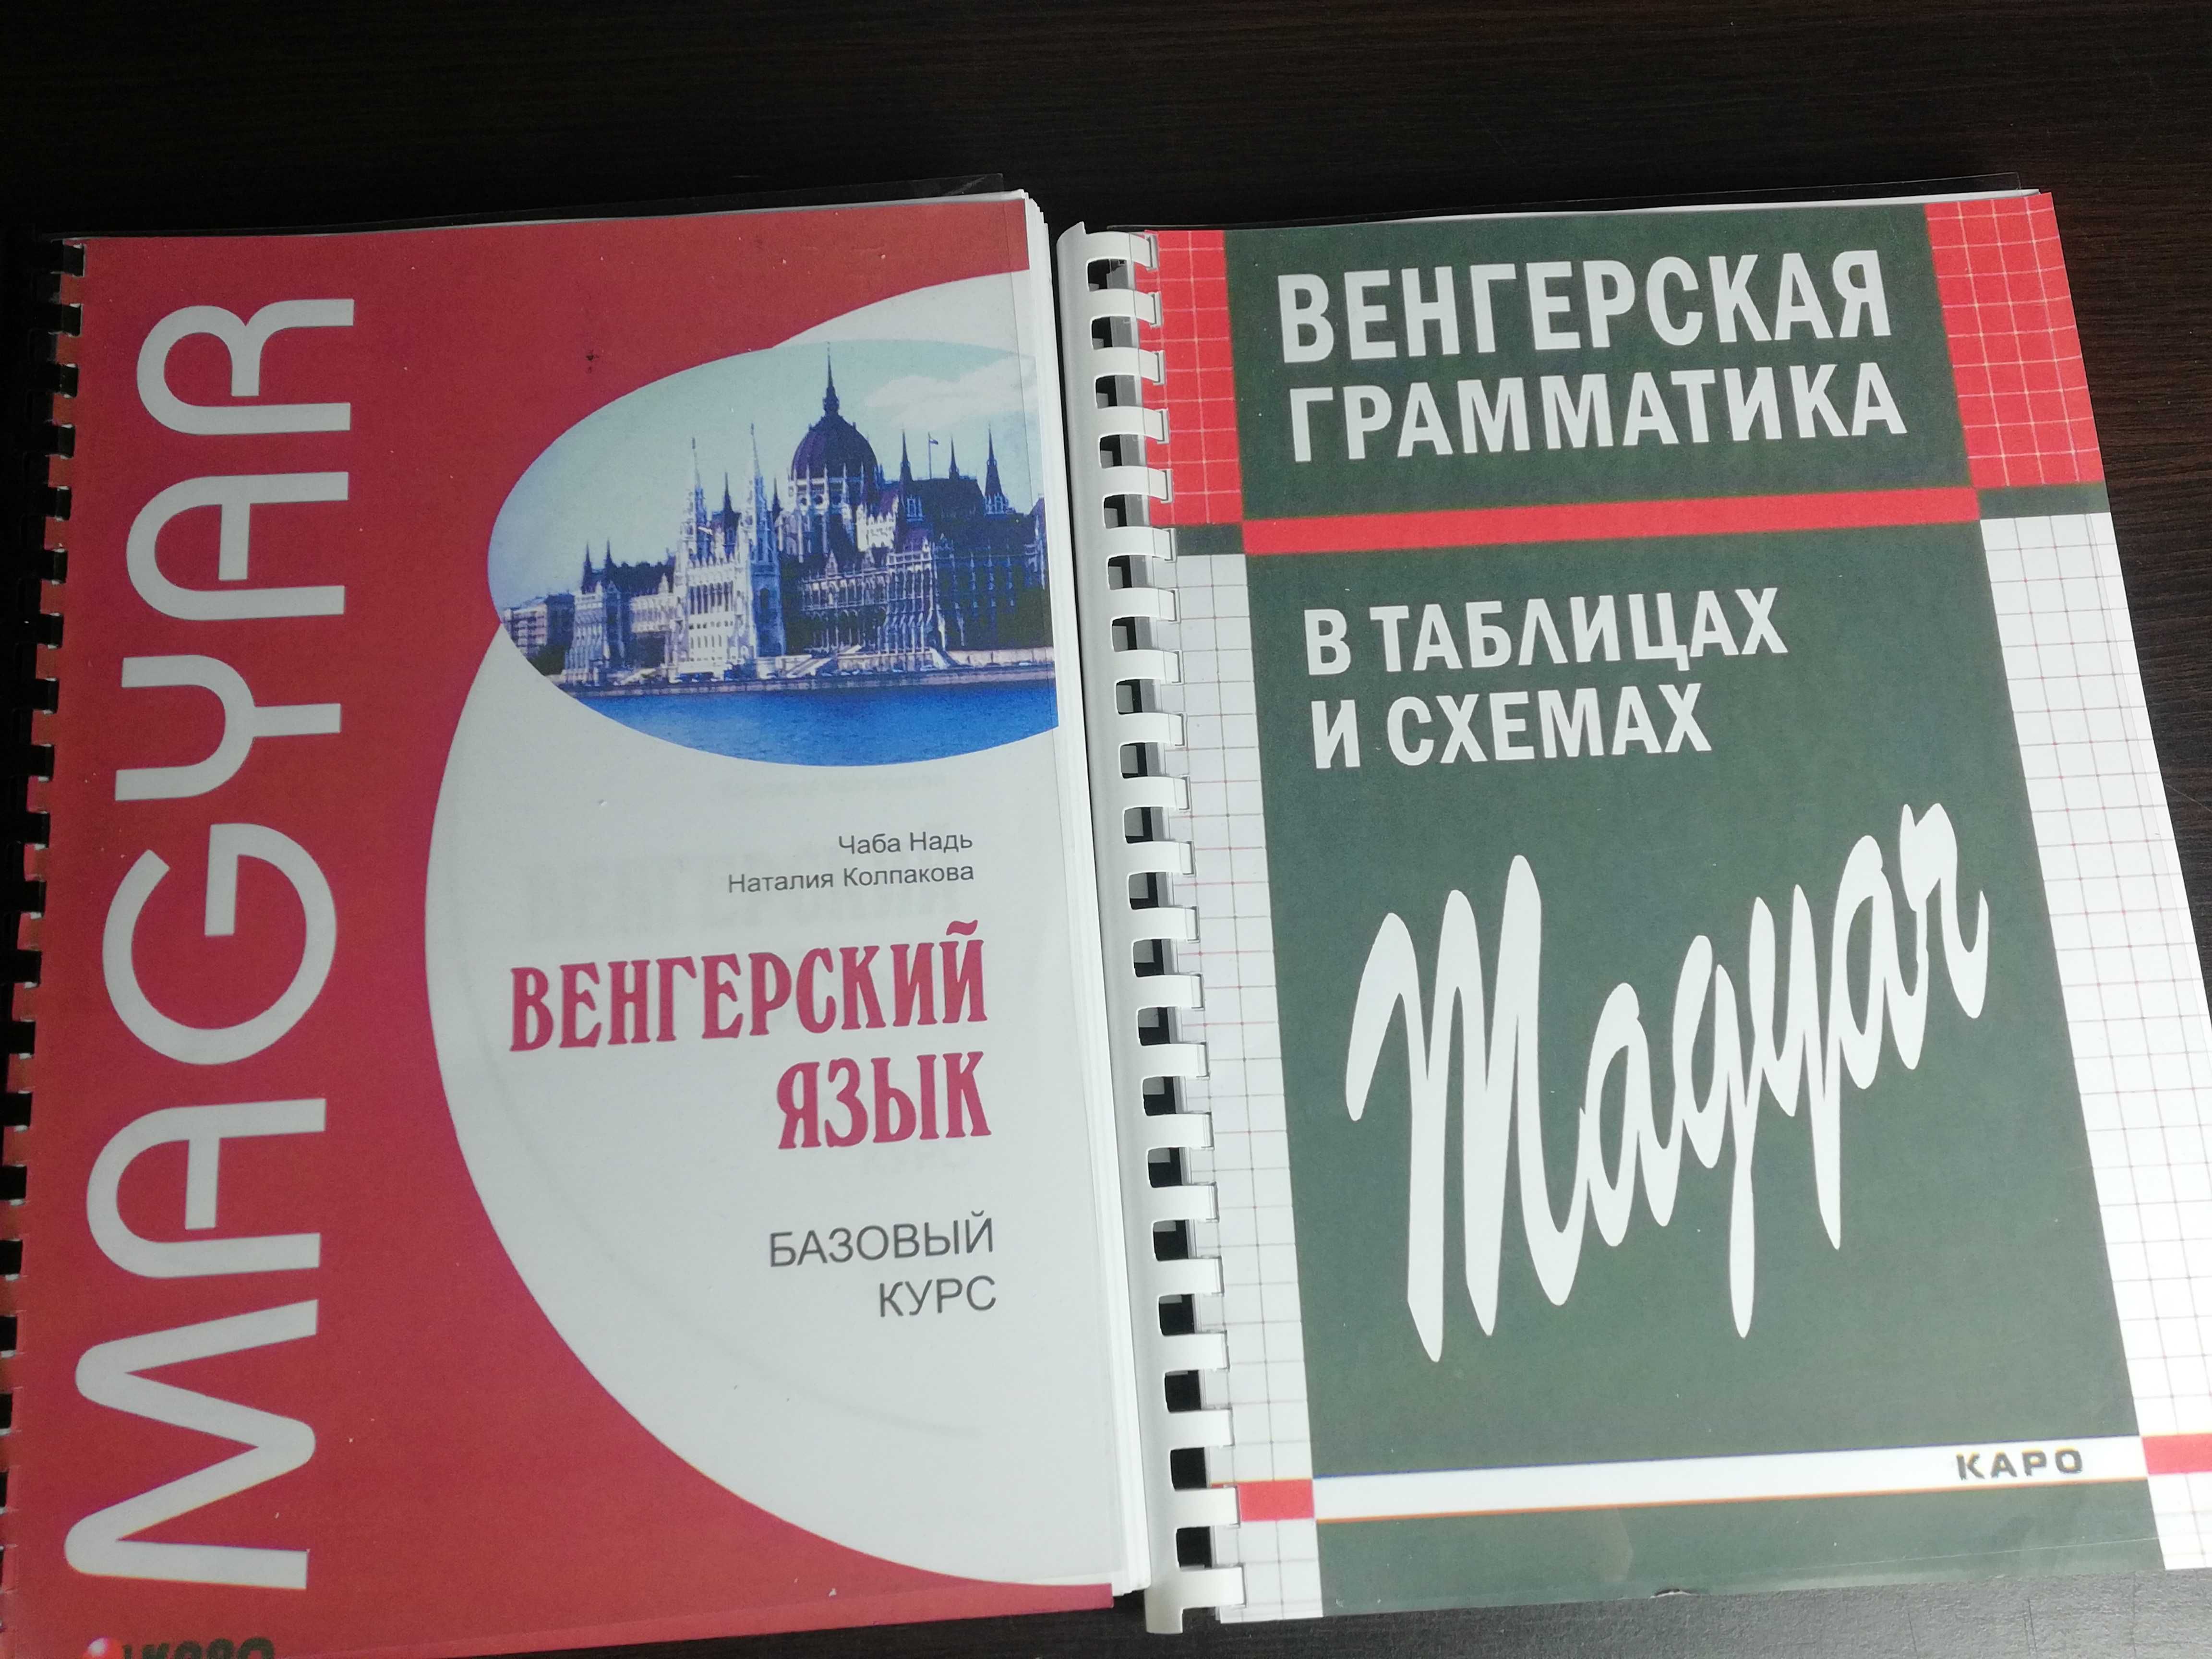 MAGYAR
Чаба Надь
Наталия Колпакова
ВЕНГЕРСКИЙ
ЯЗЫК
БАЗОВЫЙ
КУРС
ВЕНГЕРСКАЯ
ГРАММАТИКА
В ТАБЛИЦАХ
И СХЕМАХ
Magyar
КАРО